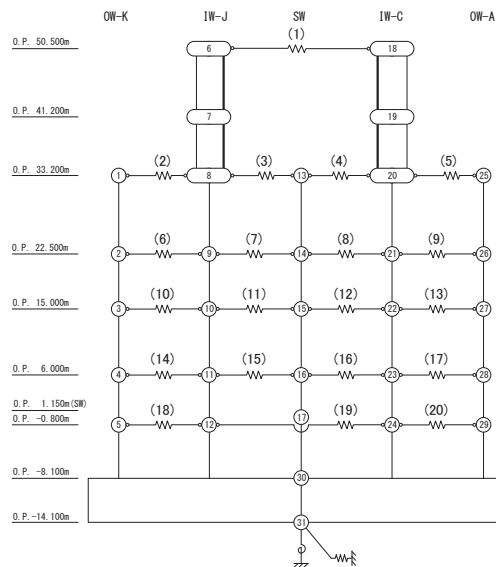 OW-K IW-J SW IW-C OW-A
(1)
O.P. 50.500m 6 18
O.P. 41.200m 7 19
(2) (3) (4) (5)
O.P. 33.200m 1 8 13 20 25
(6) (7) (8) (9)
O.P. 22.500m 2 9 14 21 26
(10) (11) (12) (13)
O.P. 15.000m 3 10 15 22 27
(14) (15) (16) (17)
O.P. 6.000m 4 11 16 23 28
O.P. 1.150m(SW)
(18) 17 (19) (20)
O.P. -0.800m 5 12 24 29
O.P. -8.100m 30
O.P.-14.100m 31